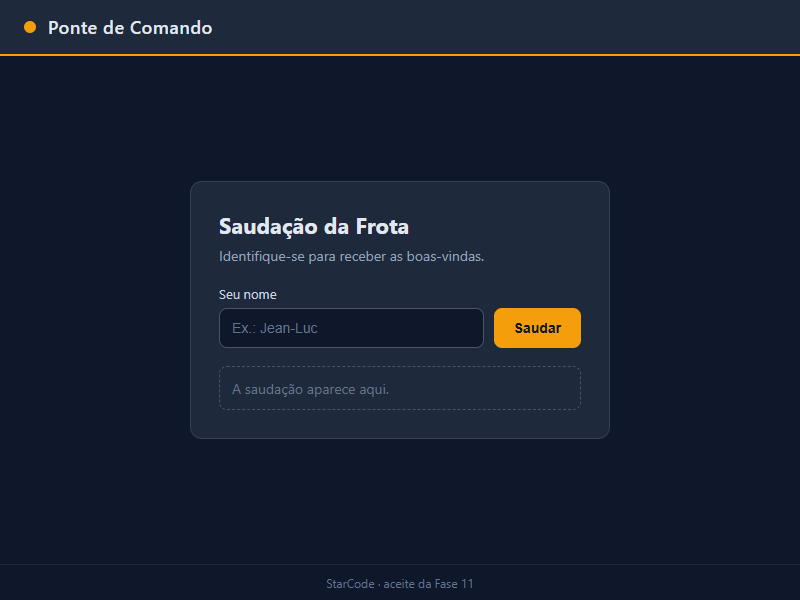 Ponte de Comando
Saudação da Frota
Identifique-se para receber as boas-vindas.
Seu nome
Ex.: Jean-Luc
Saudar
A saudação aparece aqui.
StarCode · aceite da Fase 11